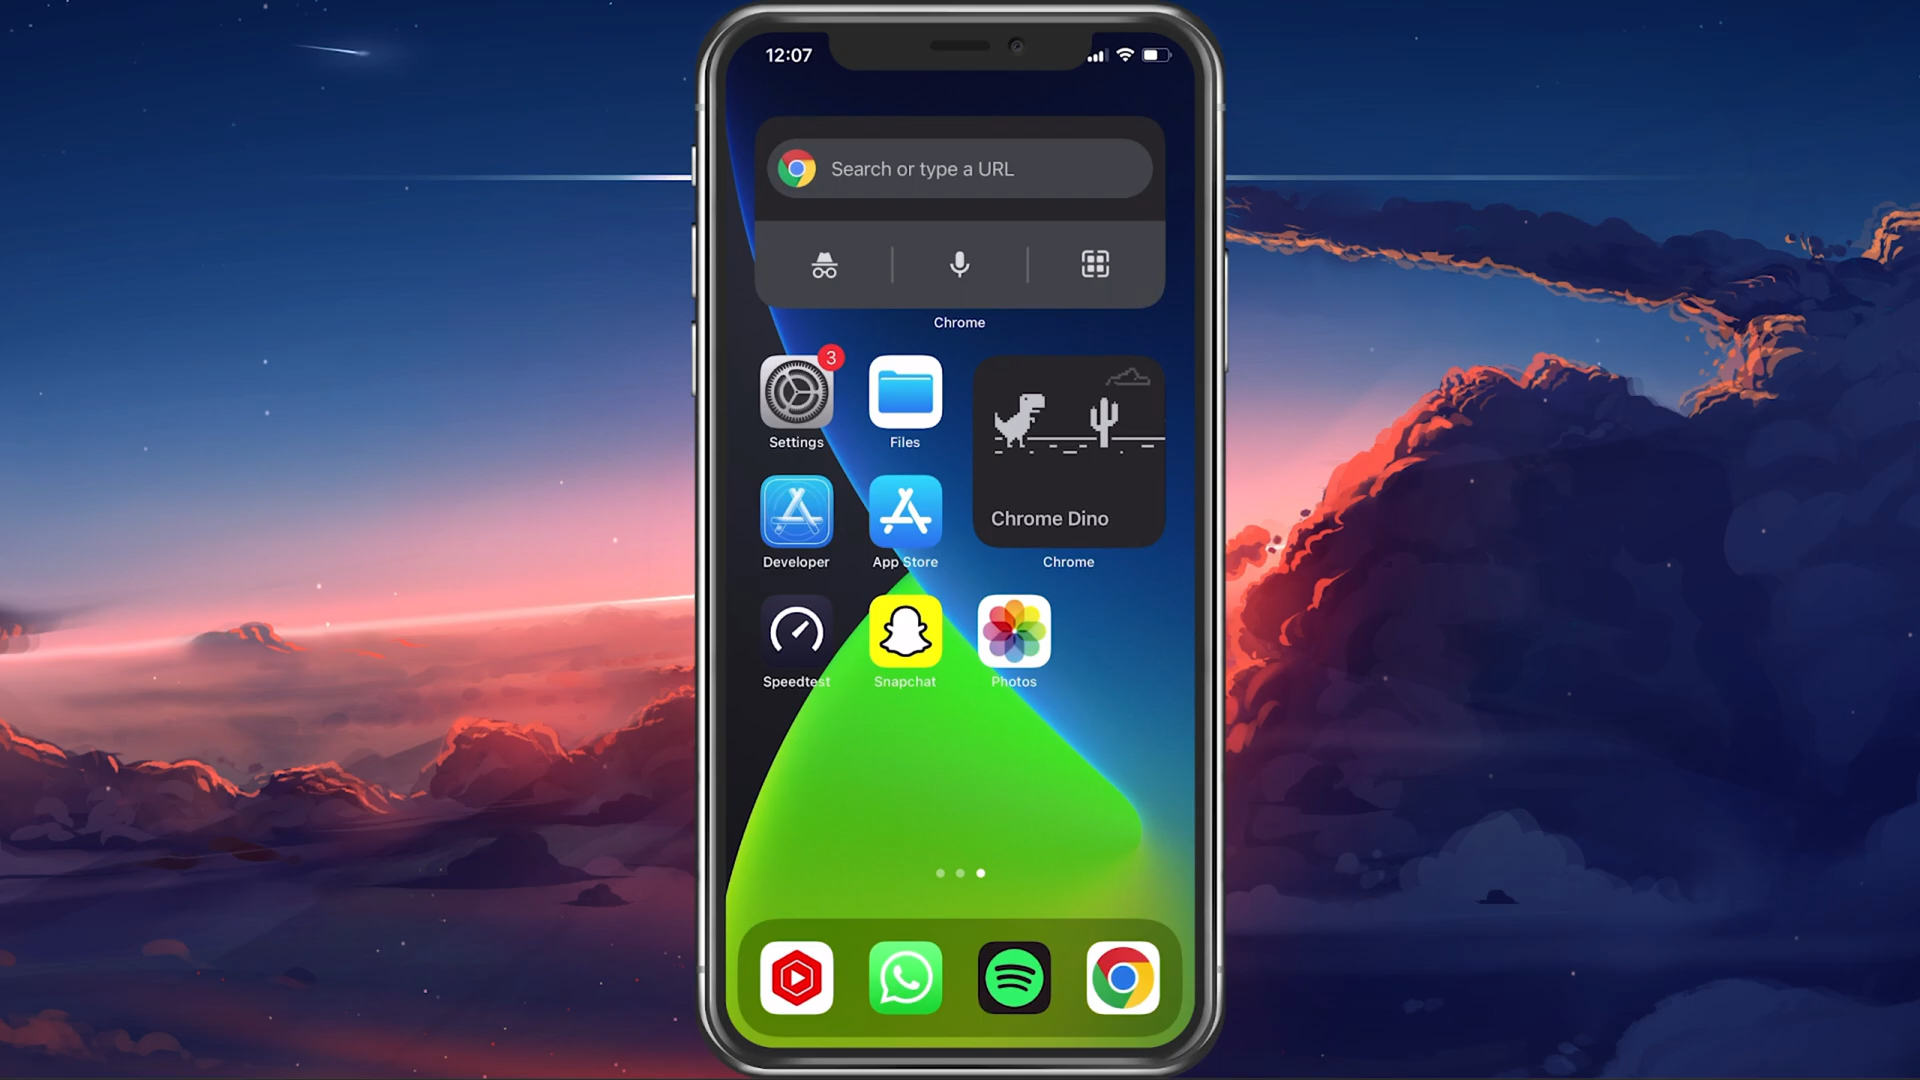 12:07
Search or type a URL
Chrome
3
Settings
Files
Chrome Dino
Developer
App Store
Chrome
Speedtest
Snapchat
Photos